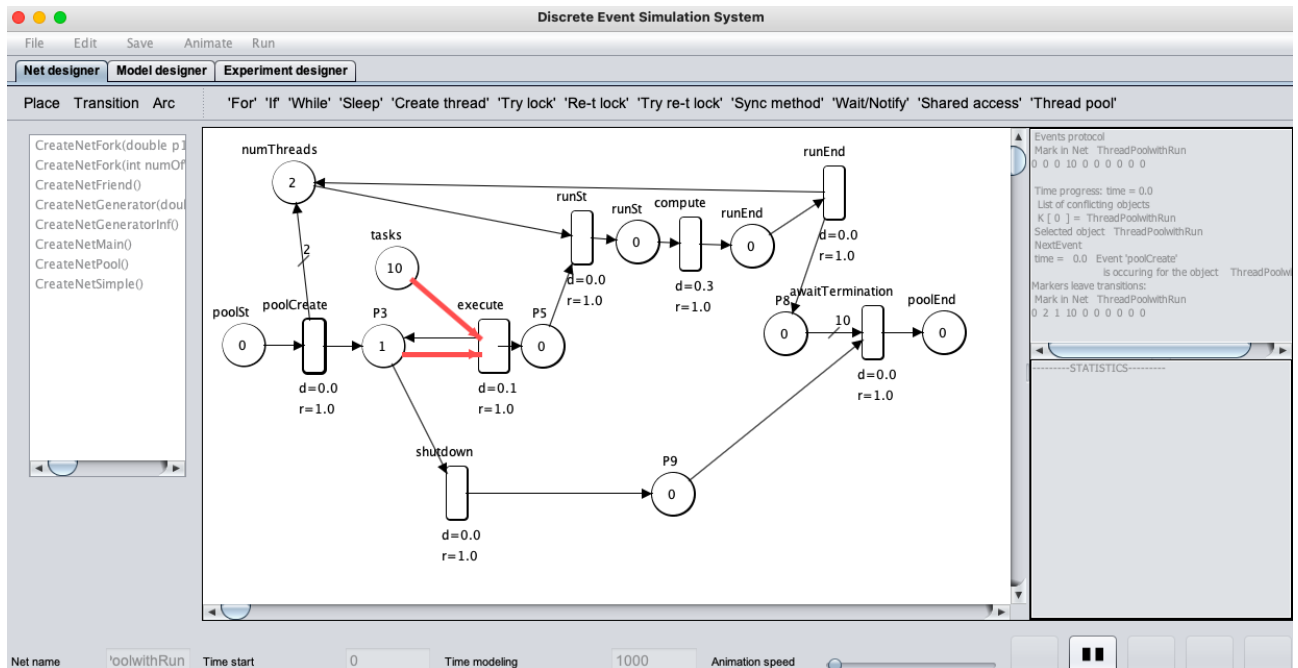 Discrete Event Simulation System
File Edit Save Animate Run
Net designer Model designer Experiment designer
Place Transition Arc 'For' 'If' 'While' 'Sleep' 'Create thread' 'Try lock' 'Re-t lock' 'Try re-t lock' 'Sync method' 'Wait/Notify' 'Shared access' 'Thread pool'
CreateNetFork(double p1
CreateNetFork(int numOf
CreateNetFriend()
CreateNetGenerator(doul
CreateNetGeneratorInf()
CreateNetMain()
CreateNetPool()
CreateNetSimple()
numThreads
2
runEnd
d=0.0
r=1.0
runSt
d=0.0
r=1.0
runSt
0
compute
d=0.3
r=1.0
runEnd
0
tasks
10
2
poolSt
0
poolCreate
d=0.0
r=1.0
P3
1
execute
d=0.1
r=1.0
P5
0
P8
0
10
awaitTermination
d=0.0
r=1.0
poolEnd
0
shutdown
d=0.0
r=1.0
P9
0
Events protocol
Mark in Net ThreadPoolwithRun
0 0 0 10 0 0 0 0 0 0
Time progress: time = 0.0
List of conflicting objects
K [ 0 ] = ThreadPoolwithRun
Selected object ThreadPoolwithRun
NextEvent
time = 0.0 Event 'poolCreate'
is occuring for the object ThreadPoolwi
Markers leave transitions:
Mark in Net ThreadPoolwithRun
0 2 1 10 0 0 0 0 0 0
---------STATISTICS---------
Net name 'oolwithRun Time start 0 Time modeling 1000 Animation speed